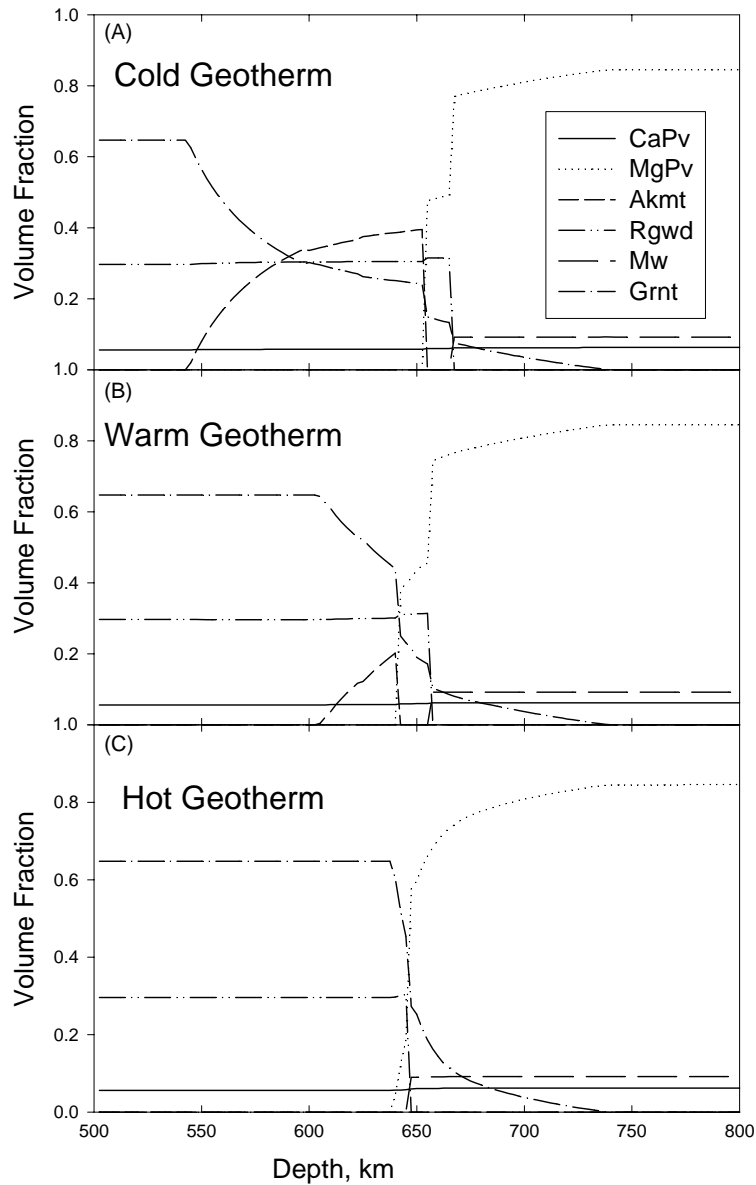 (A)
Cold Geotherm
1.0
0.8
0.6
0.4
0.2
Volume Fraction
CaPv
MgPv
Akmt
Rgwd
Mw
Grnt
(B)
Warm Geotherm
1.0
0.8
0.6
0.4
0.2
Volume Fraction
(C)
Hot Geotherm
1.0
0.8
0.6
0.4
0.2
0.0
Volume Fraction
500 550 600 650 700 750 800
Depth, km